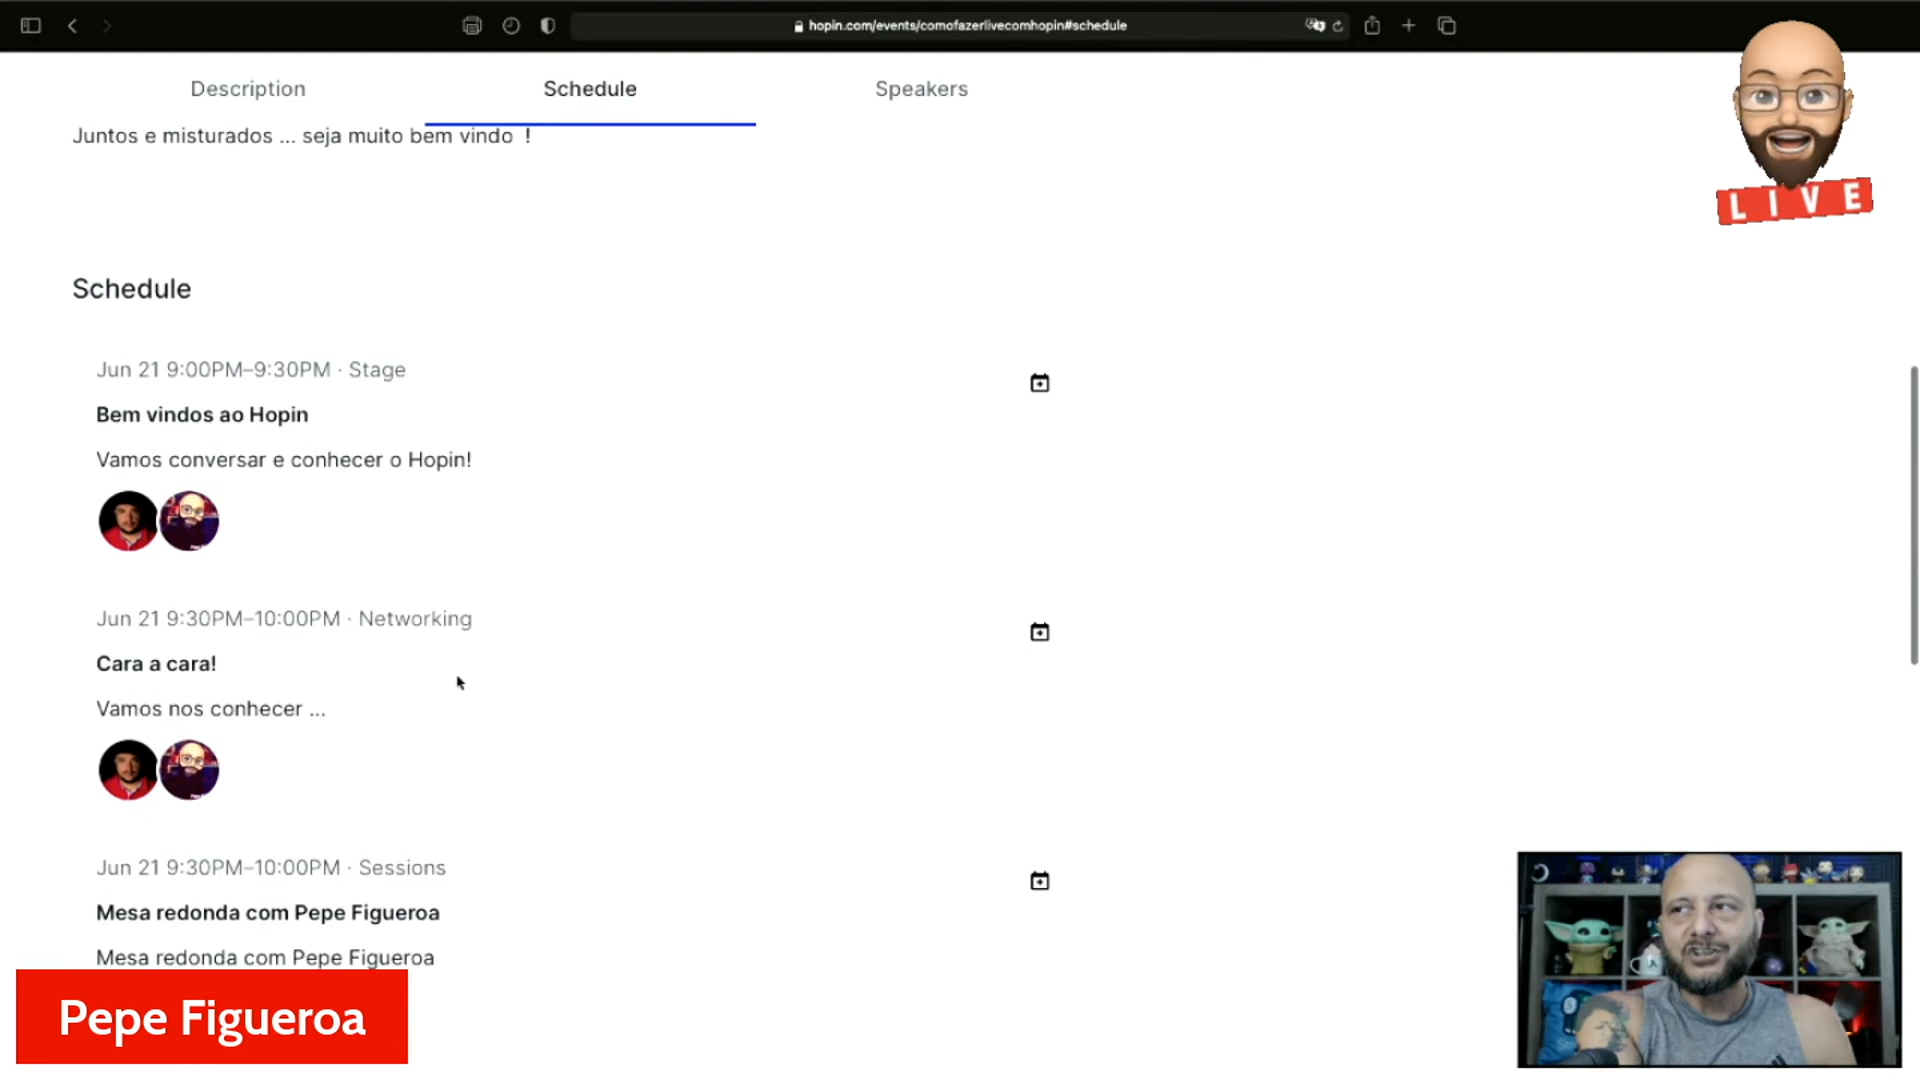 hopin.com/events/comofazerlivecomhopin#schedule
Description
Schedule
Speakers
Juntos e misturados ... seja muito bem vindo !
LIVE
Schedule
Jun 21 9:00PM–9:30PM · Stage
Bem vindos ao Hopin
Vamos conversar e conhecer o Hopin!
Jun 21 9:30PM–10:00PM · Networking
Cara a cara!
Vamos nos conhecer ...
Jun 21 9:30PM–10:00PM · Sessions
Mesa redonda com Pepe Figueroa
Mesa redonda com Pepe Figueroa
Pepe Figueroa